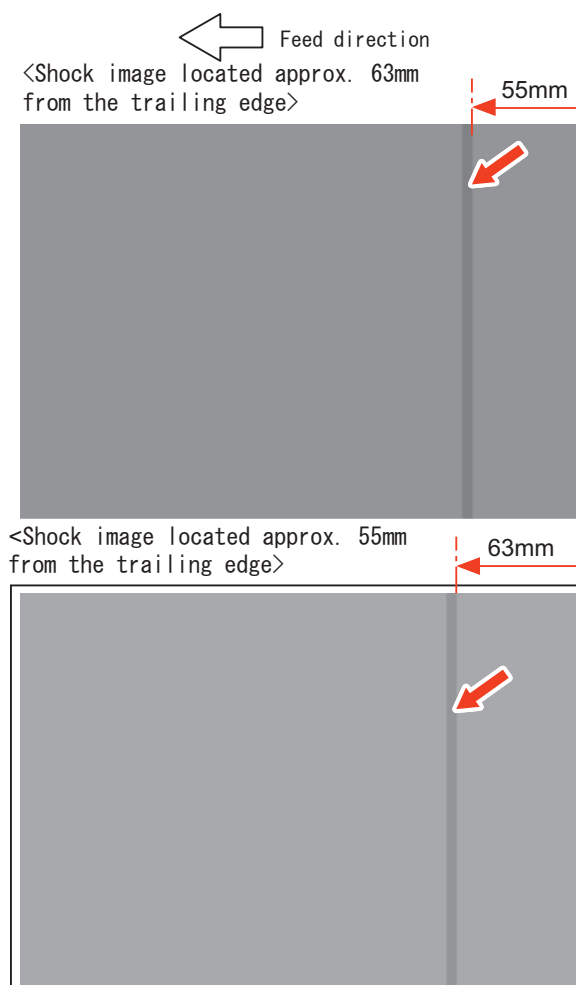 Feed direction
<Shock image located approx. 63mm
from the trailing edge>
55mm
<Shock image located approx. 55mm
from the trailing edge>
63mm